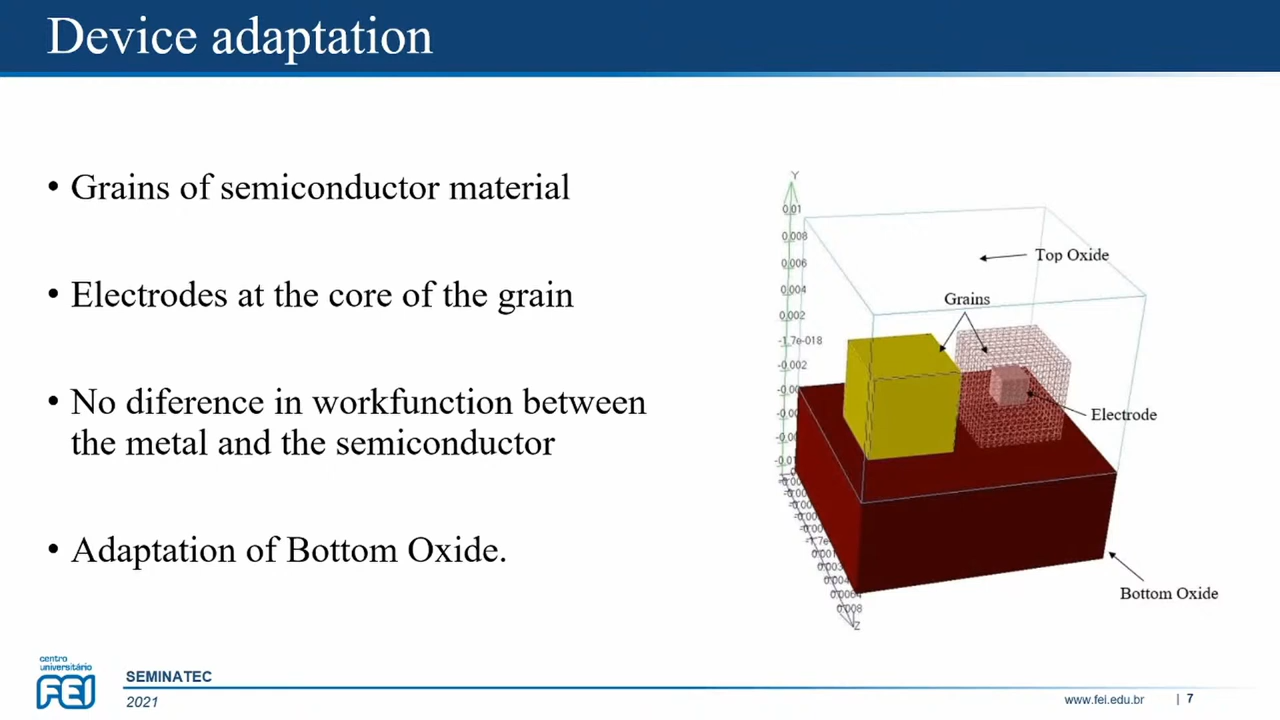 Device adaptation
• Grains of semiconductor material
• Electrodes at the core of the grain
• No diference in workfunction between
the metal and the semiconductor
• Adaptation of Bottom Oxide.
Y
0.01
0.008
0.006
0.004
0.002
-1.7e-018
-0.002
Top Oxide
Grains
Electrode
Bottom Oxide
0.008
Z
centro
universitário
FEI
SEMINATEC
2021
www.fei.edu.br
| 7